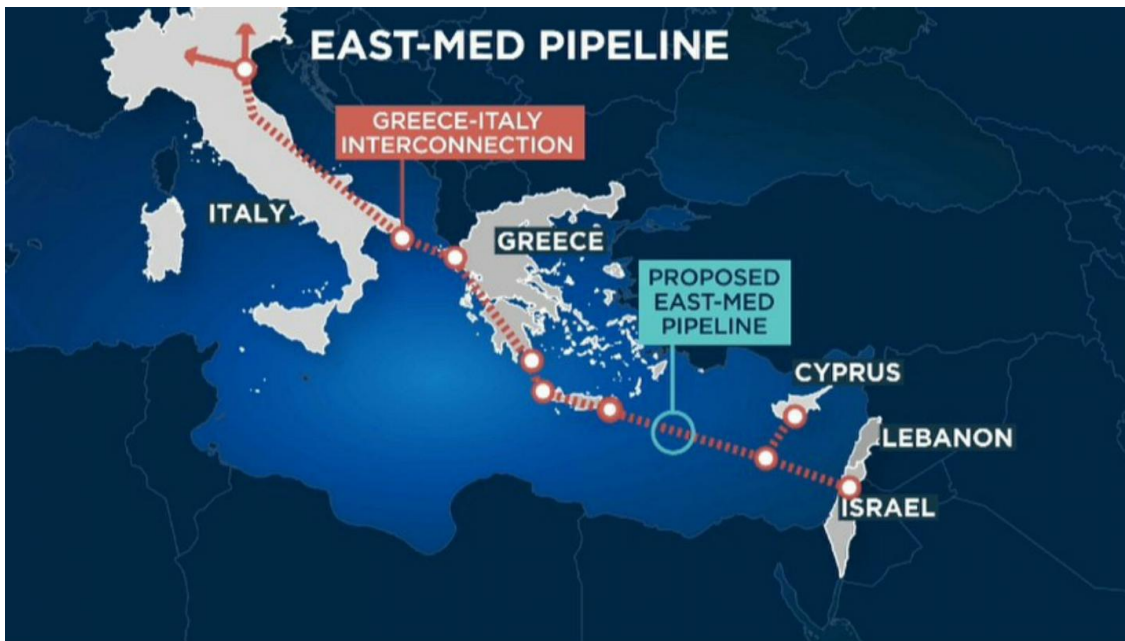 EAST-MED PIPELINE
GREECE-ITALY
INTERCONNECTION
ITALY
GREECE
PROPOSED
EAST-MED
PIPELINE
CYPRUS
LEBANON
ISRAEL